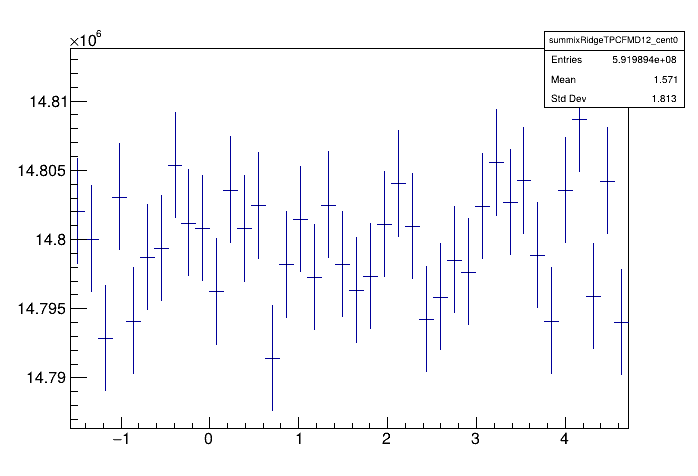 ×10⁶
summixRidgeTPCFMD12_cent0
Entries 5.919894e+08
Mean 1.571
Std Dev 1.813
14.81
14.805
14.8
14.795
14.79
−1 0 1 2 3 4